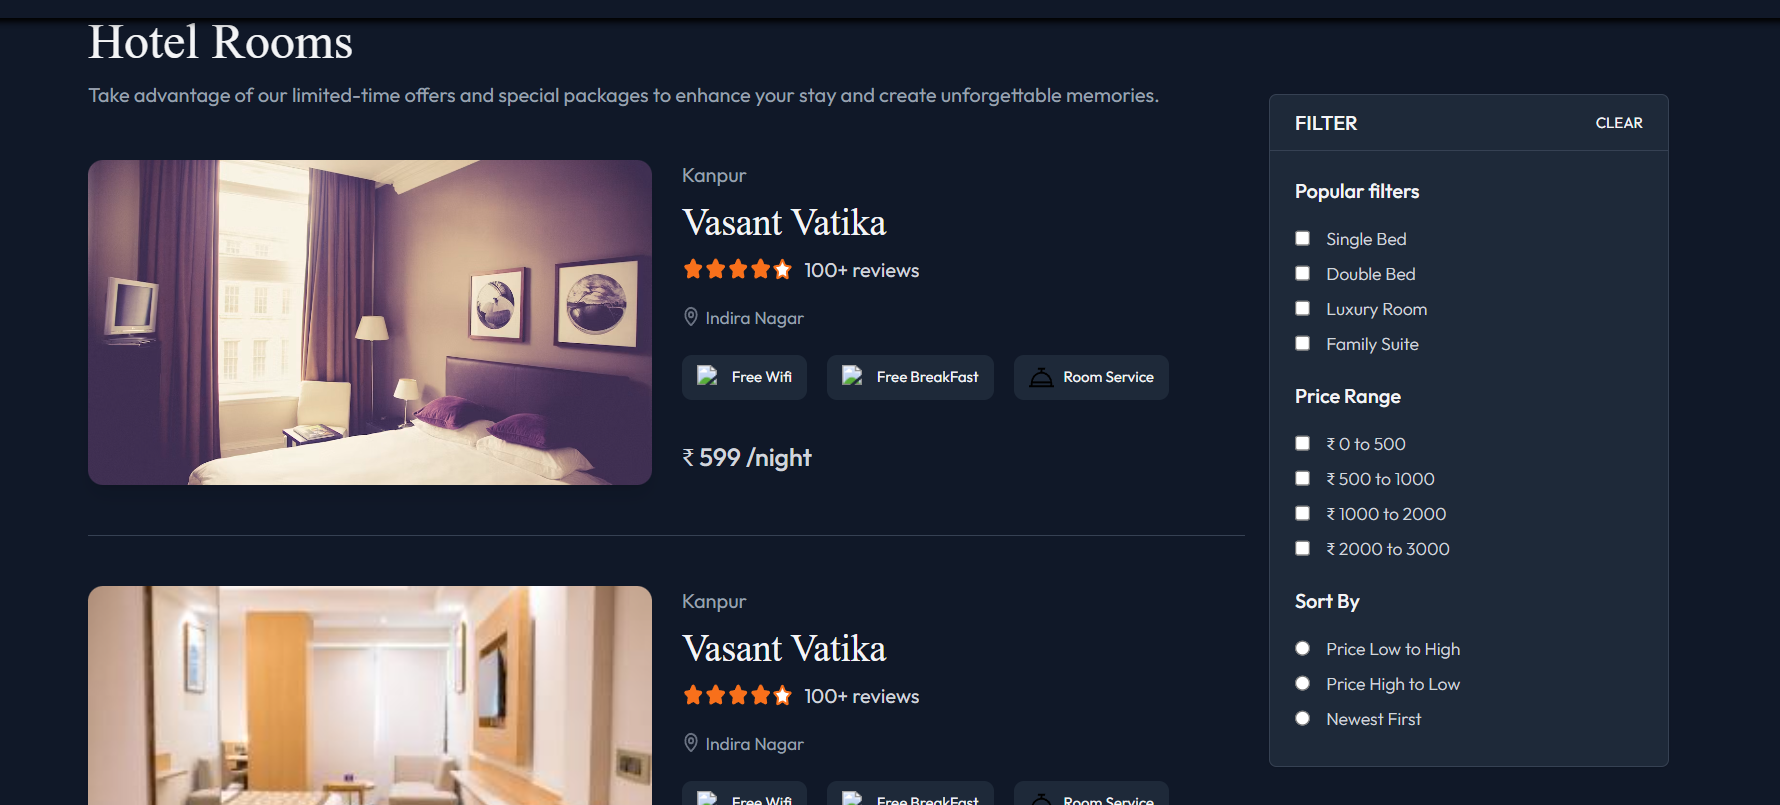 Hotel Rooms
Take advantage of our limited-time offers and special packages to enhance your stay and create unforgettable memories.
Kanpur
Vasant Vatika
100+ reviews
Indira Nagar
Free Wifi
Free BreakFast
Room Service
₹ 599 /night
Kanpur
Vasant Vatika
100+ reviews
Indira Nagar
Free Wifi
Free BreakFast
Room Service
FILTER
CLEAR
Popular filters
Single Bed
Double Bed
Luxury Room
Family Suite
Price Range
₹ 0 to 500
₹ 500 to 1000
₹ 1000 to 2000
₹ 2000 to 3000
Sort By
Price Low to High
Price High to Low
Newest First